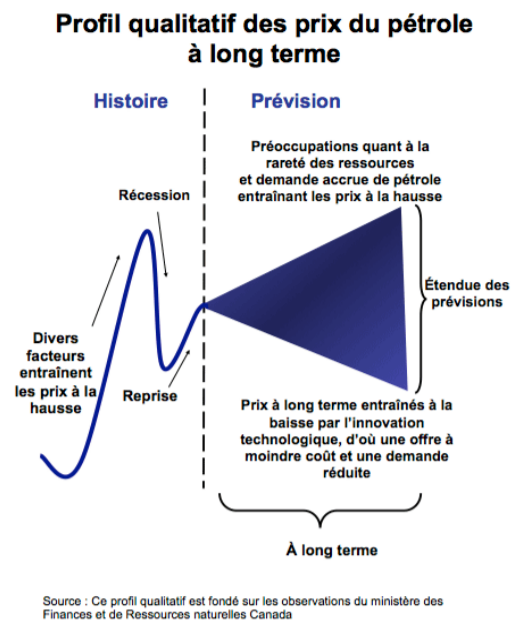 Profil qualitatif des prix du pétrole
à long terme
Histoire
Prévision
Préoccupations quant à la
rareté des ressources
et demande accrue de pétrole
entraînant les prix à la hausse
Récession
Étendue des
prévisions
Divers
facteurs
entraînent
les prix à la
hausse
Reprise
Prix à long terme entraînés à la
baisse par l'innovation
technologique, d'où une offre à
moindre coût et une demande
réduite
À long terme
Source : Ce profil qualitatif est fondé sur les observations du ministère des
Finances et de Ressources naturelles Canada